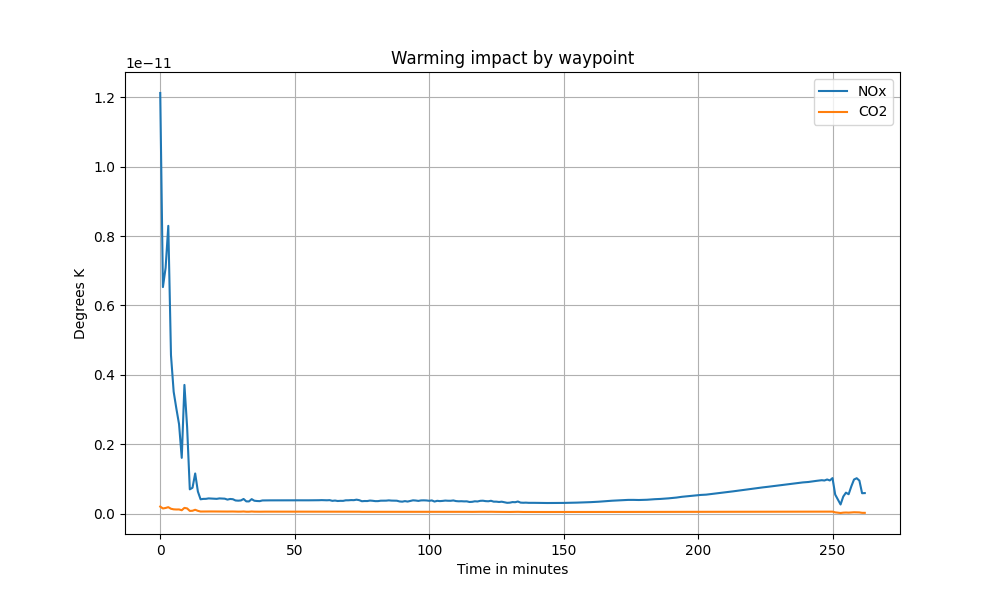 Warming impact by waypoint
1e−11
NOx
CO2
1.2
1.0
0.8
0.6
0.4
0.2
0.0
Degrees K
0 50 100 150 200 250
Time in minutes